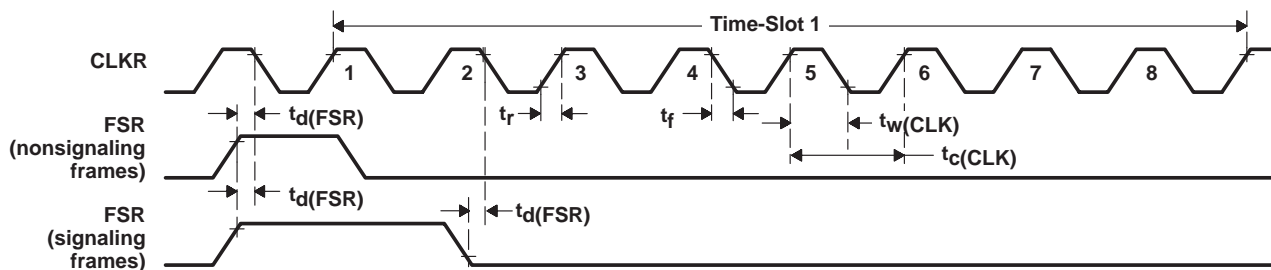 Time-Slot 1
CLKR
1 2 3 4 5 6 7 8
td(FSR)
tr
tf
tw(CLK)
tc(CLK)
FSR
(nonsignaling
frames)
td(FSR)
td(FSR)
FSR
(signaling
frames)